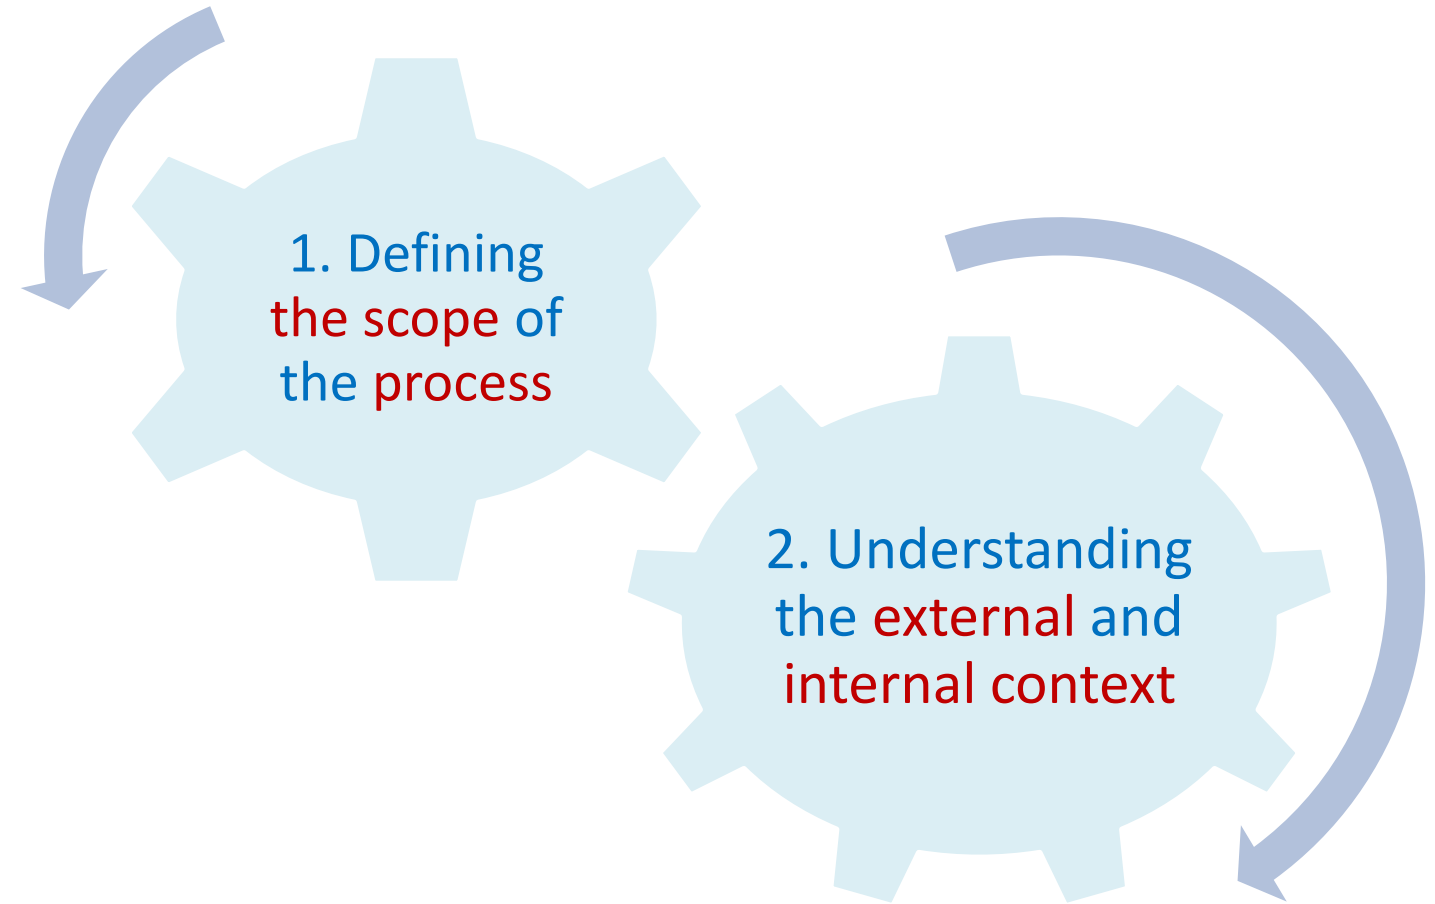 1. Defining
the scope of
the process
2. Understanding
the external and
internal context